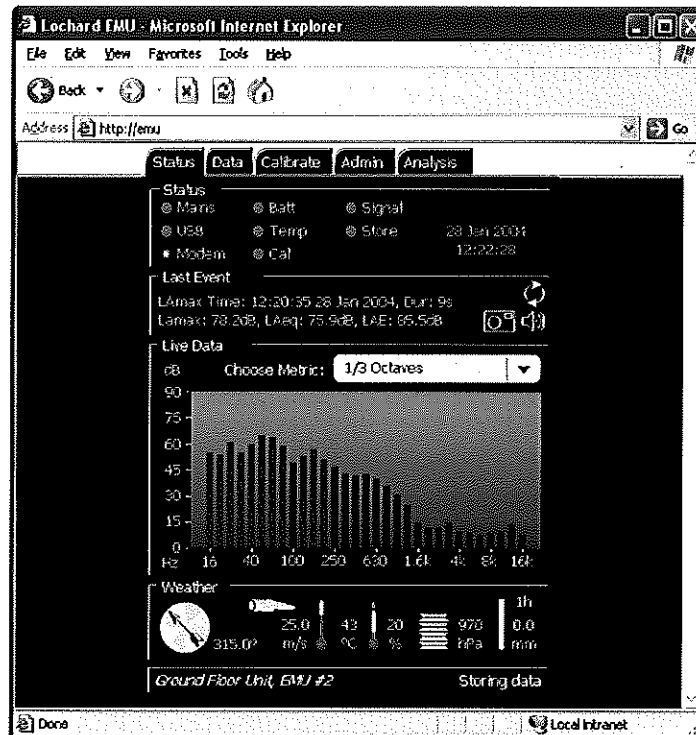 Lochard EMU - Microsoft Internet Explorer
File Edit View Favorites Tools Help
Back
Address http://emu Go
Status Data Calibrate Admin Analysis
Status
Mains Batt Signal
USB Temp Store 28 Jan 2004
Modem Cal 12:22:28
Last Event
LAmax Time: 12:20:35 28 Jan 2004, Dur: 9s
Lamax: 78.2dB, LAeq: 75.9dB, LAE: 85.5dB
Live Data
dB Choose Metric: 1/3 Octaves
90
75
60
45
30
15
0
Hz 16 40 100 250 630 1.6k 4k 8k 16k
Weather
1h
315.0° 25.0 43 20 970 0.0
m/s °C % hPa mm
Ground Floor Unit, EMU #2 Storing data
Done Local intranet